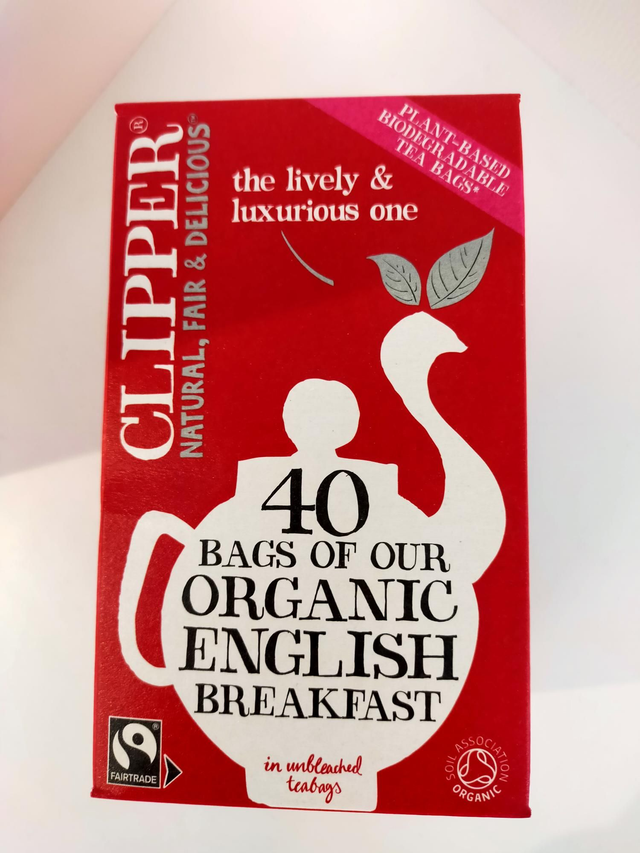 CLIPPER®
NATURAL, FAIR & DELICIOUS®
the lively &
luxurious one
PLANT-BASED
BIODEGRADABLE
TEA BAGS*
40
BAGS OF OUR
ORGANIC
ENGLISH
BREAKFAST
in unbleached
teabags
®
FAIRTRADE
SOIL ASSOCIATION
ORGANIC